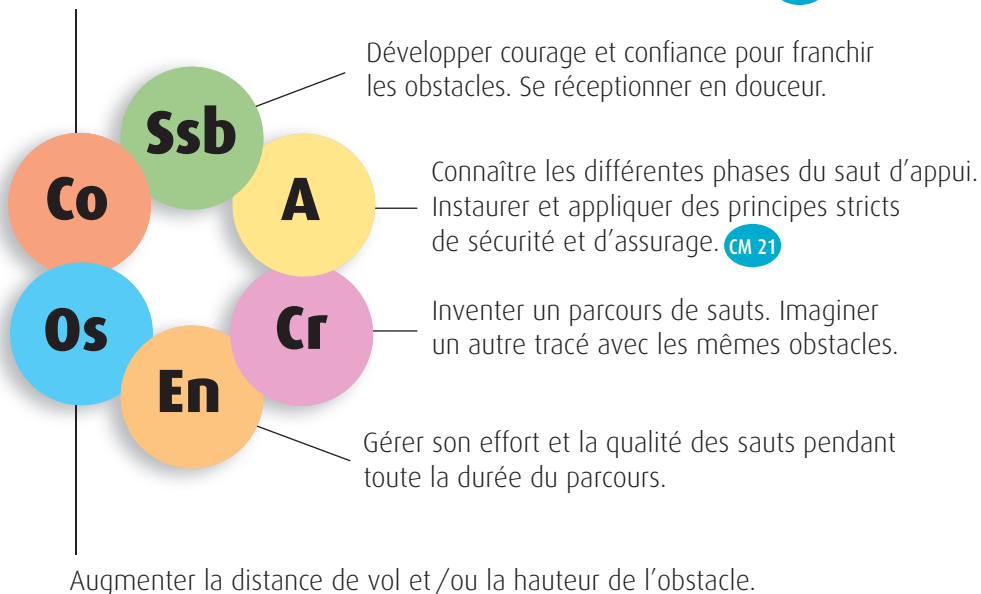 Développer courage et confiance pour franchir
les obstacles. Se réceptionner en douceur.
Ssb
Co
A
Connaître les différentes phases du saut d’appui.
Instaurer et appliquer des principes stricts
de sécurité et d’assurage. CM 21
Os
Cr
Inventer un parcours de sauts. Imaginer
un autre tracé avec les mêmes obstacles.
En
Gérer son effort et la qualité des sauts pendant
toute la durée du parcours.
Augmenter la distance de vol et /ou la hauteur de l’obstacle.